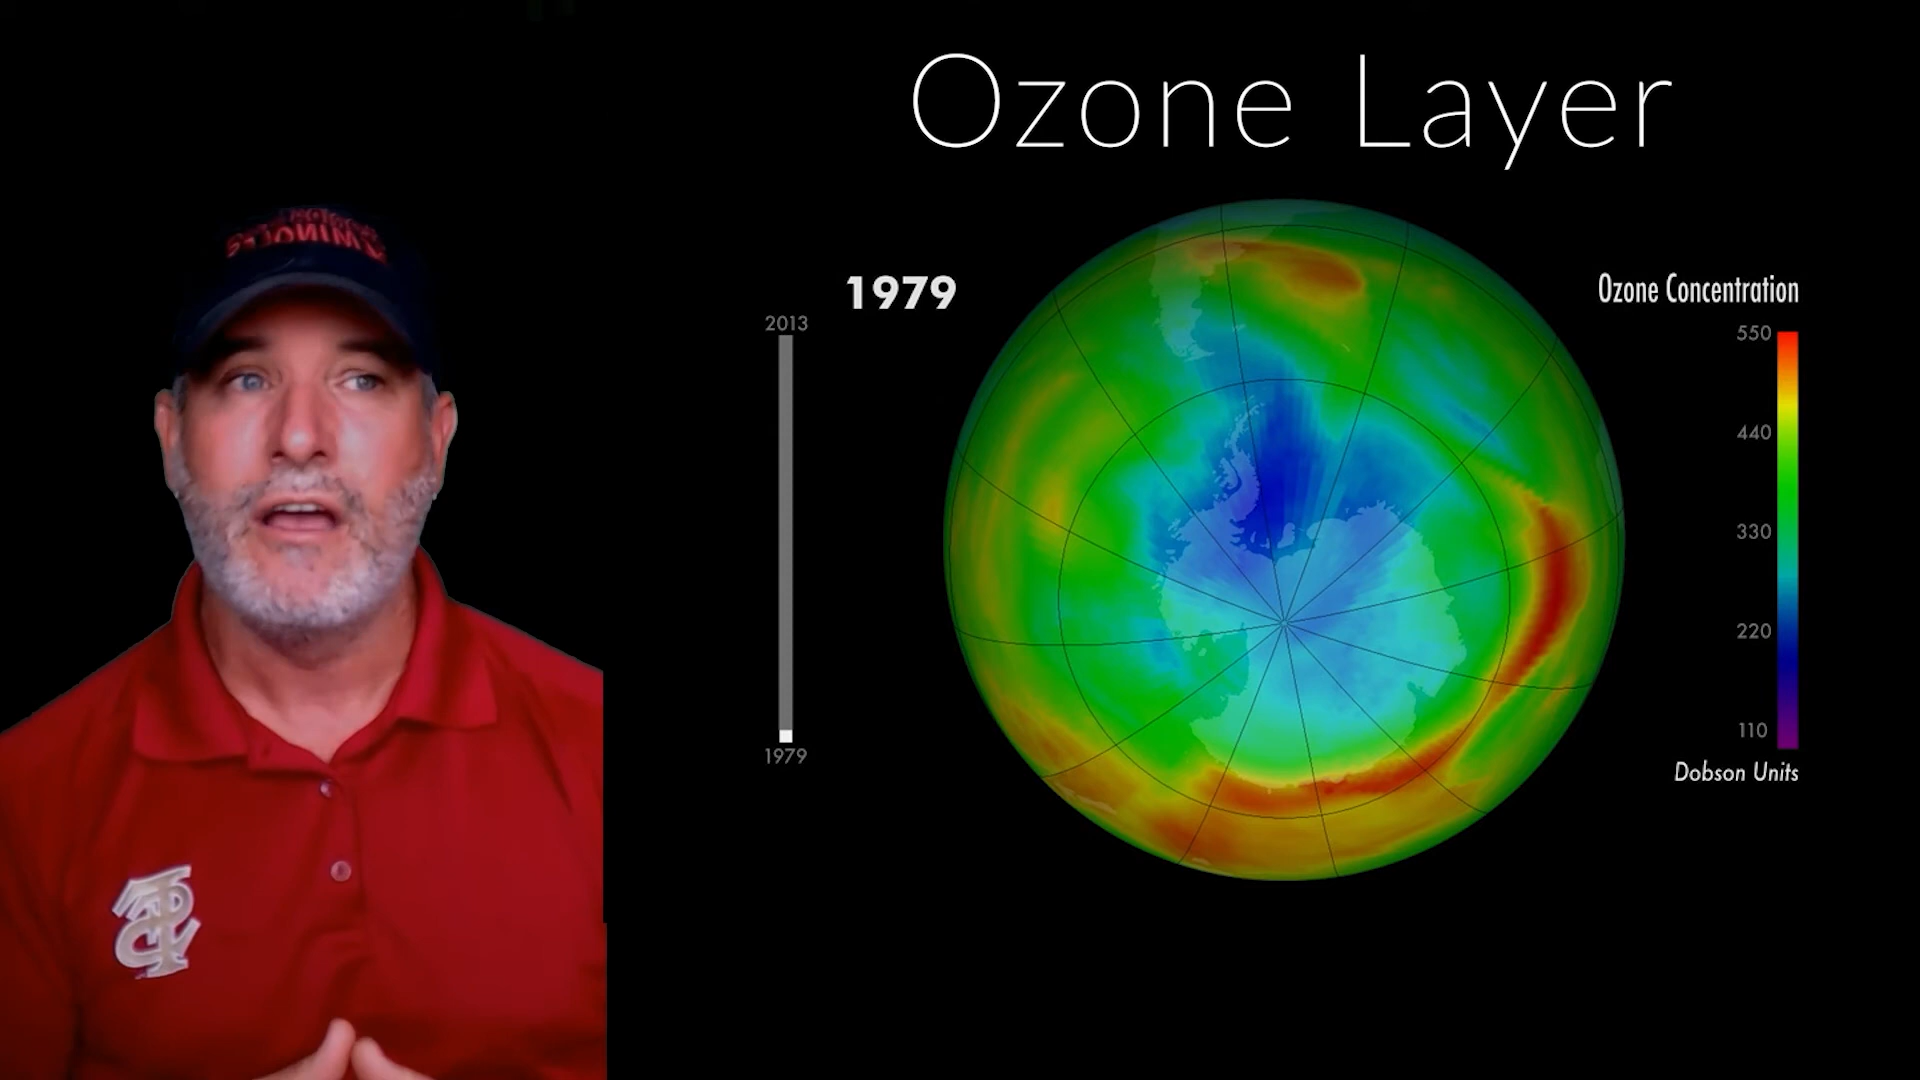 Ozone Layer
1979
2013
1979
Ozone Concentration
550
440
330
220
110
Dobson Units